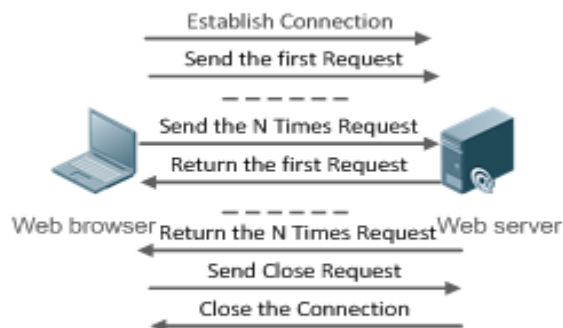 Establish Connection
Send the first Request
Send the N Times Request
Return the first Request
Web browser
Web server
Return the N Times Request
Send Close Request
Close the Connection